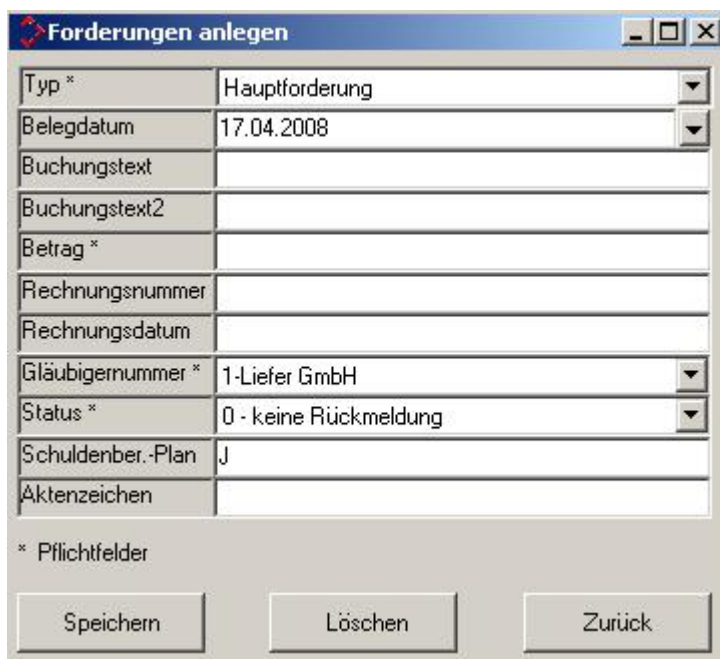 Forderungen anlegen
Typ * Hauptforderung
Belegdatum 17.04.2008
Buchungstext
Buchungstext2
Betrag *
Rechnungsnummer
Rechnungsdatum
Gläubigernummer * 1-Liefer GmbH
Status * 0 - keine Rückmeldung
Schuldenber.-Plan J
Aktenzeichen
* Pflichtfelder
Speichern Löschen Zurück